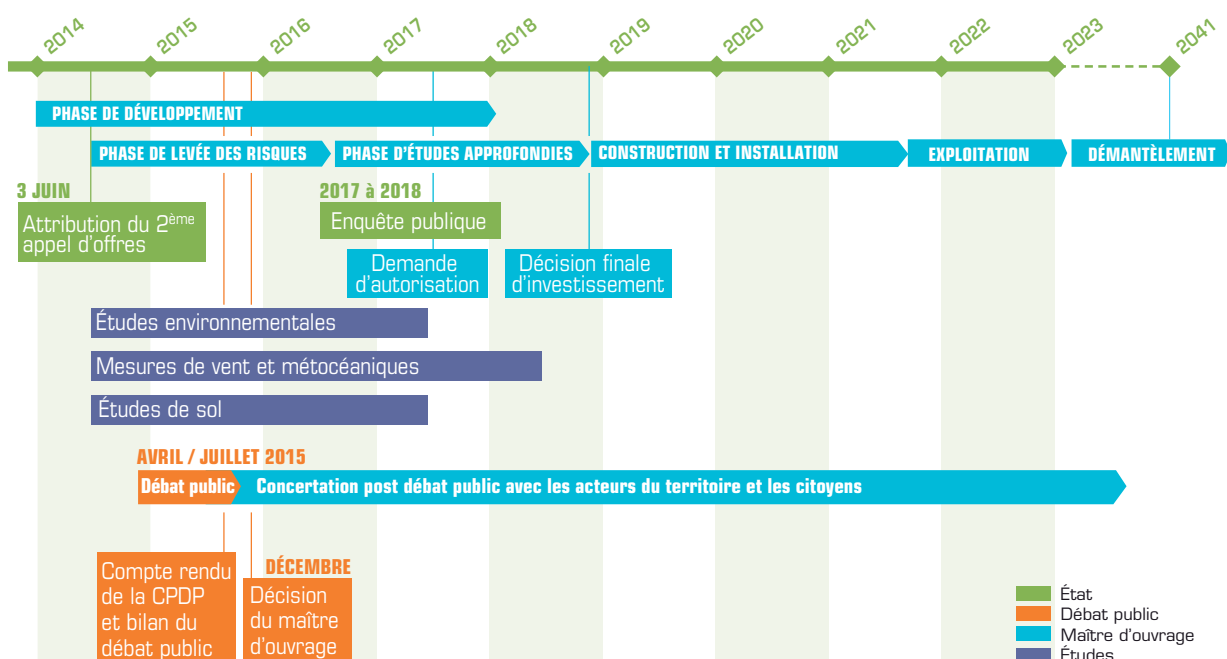 2014
2015
2016
2017
2018
2019
2020
2021
2022
2023
2041
PHASE DE DÉVELOPPEMENT
PHASE DE LEVÉE DES RISQUES
PHASE D'ÉTUDES APPROFONDIES
CONSTRUCTION ET INSTALLATION
EXPLOITATION
DÉMANTÈLEMENT
3 JUIN
Attribution du 2ème
appel d'offres
2017 à 2018
Enquête publique
Demande
d'autorisation
Décision finale
d'investissement
Études environnementales
Mesures de vent et métocéaniques
Études de sol
AVRIL / JUILLET 2015
Débat public
Concertation post débat public avec les acteurs du territoire et les citoyens
Compte rendu
de la CPDP
et bilan du
débat public
DÉCEMBRE
Décision
du maître
d'ouvrage
État
Débat public
Maître d'ouvrage
Études